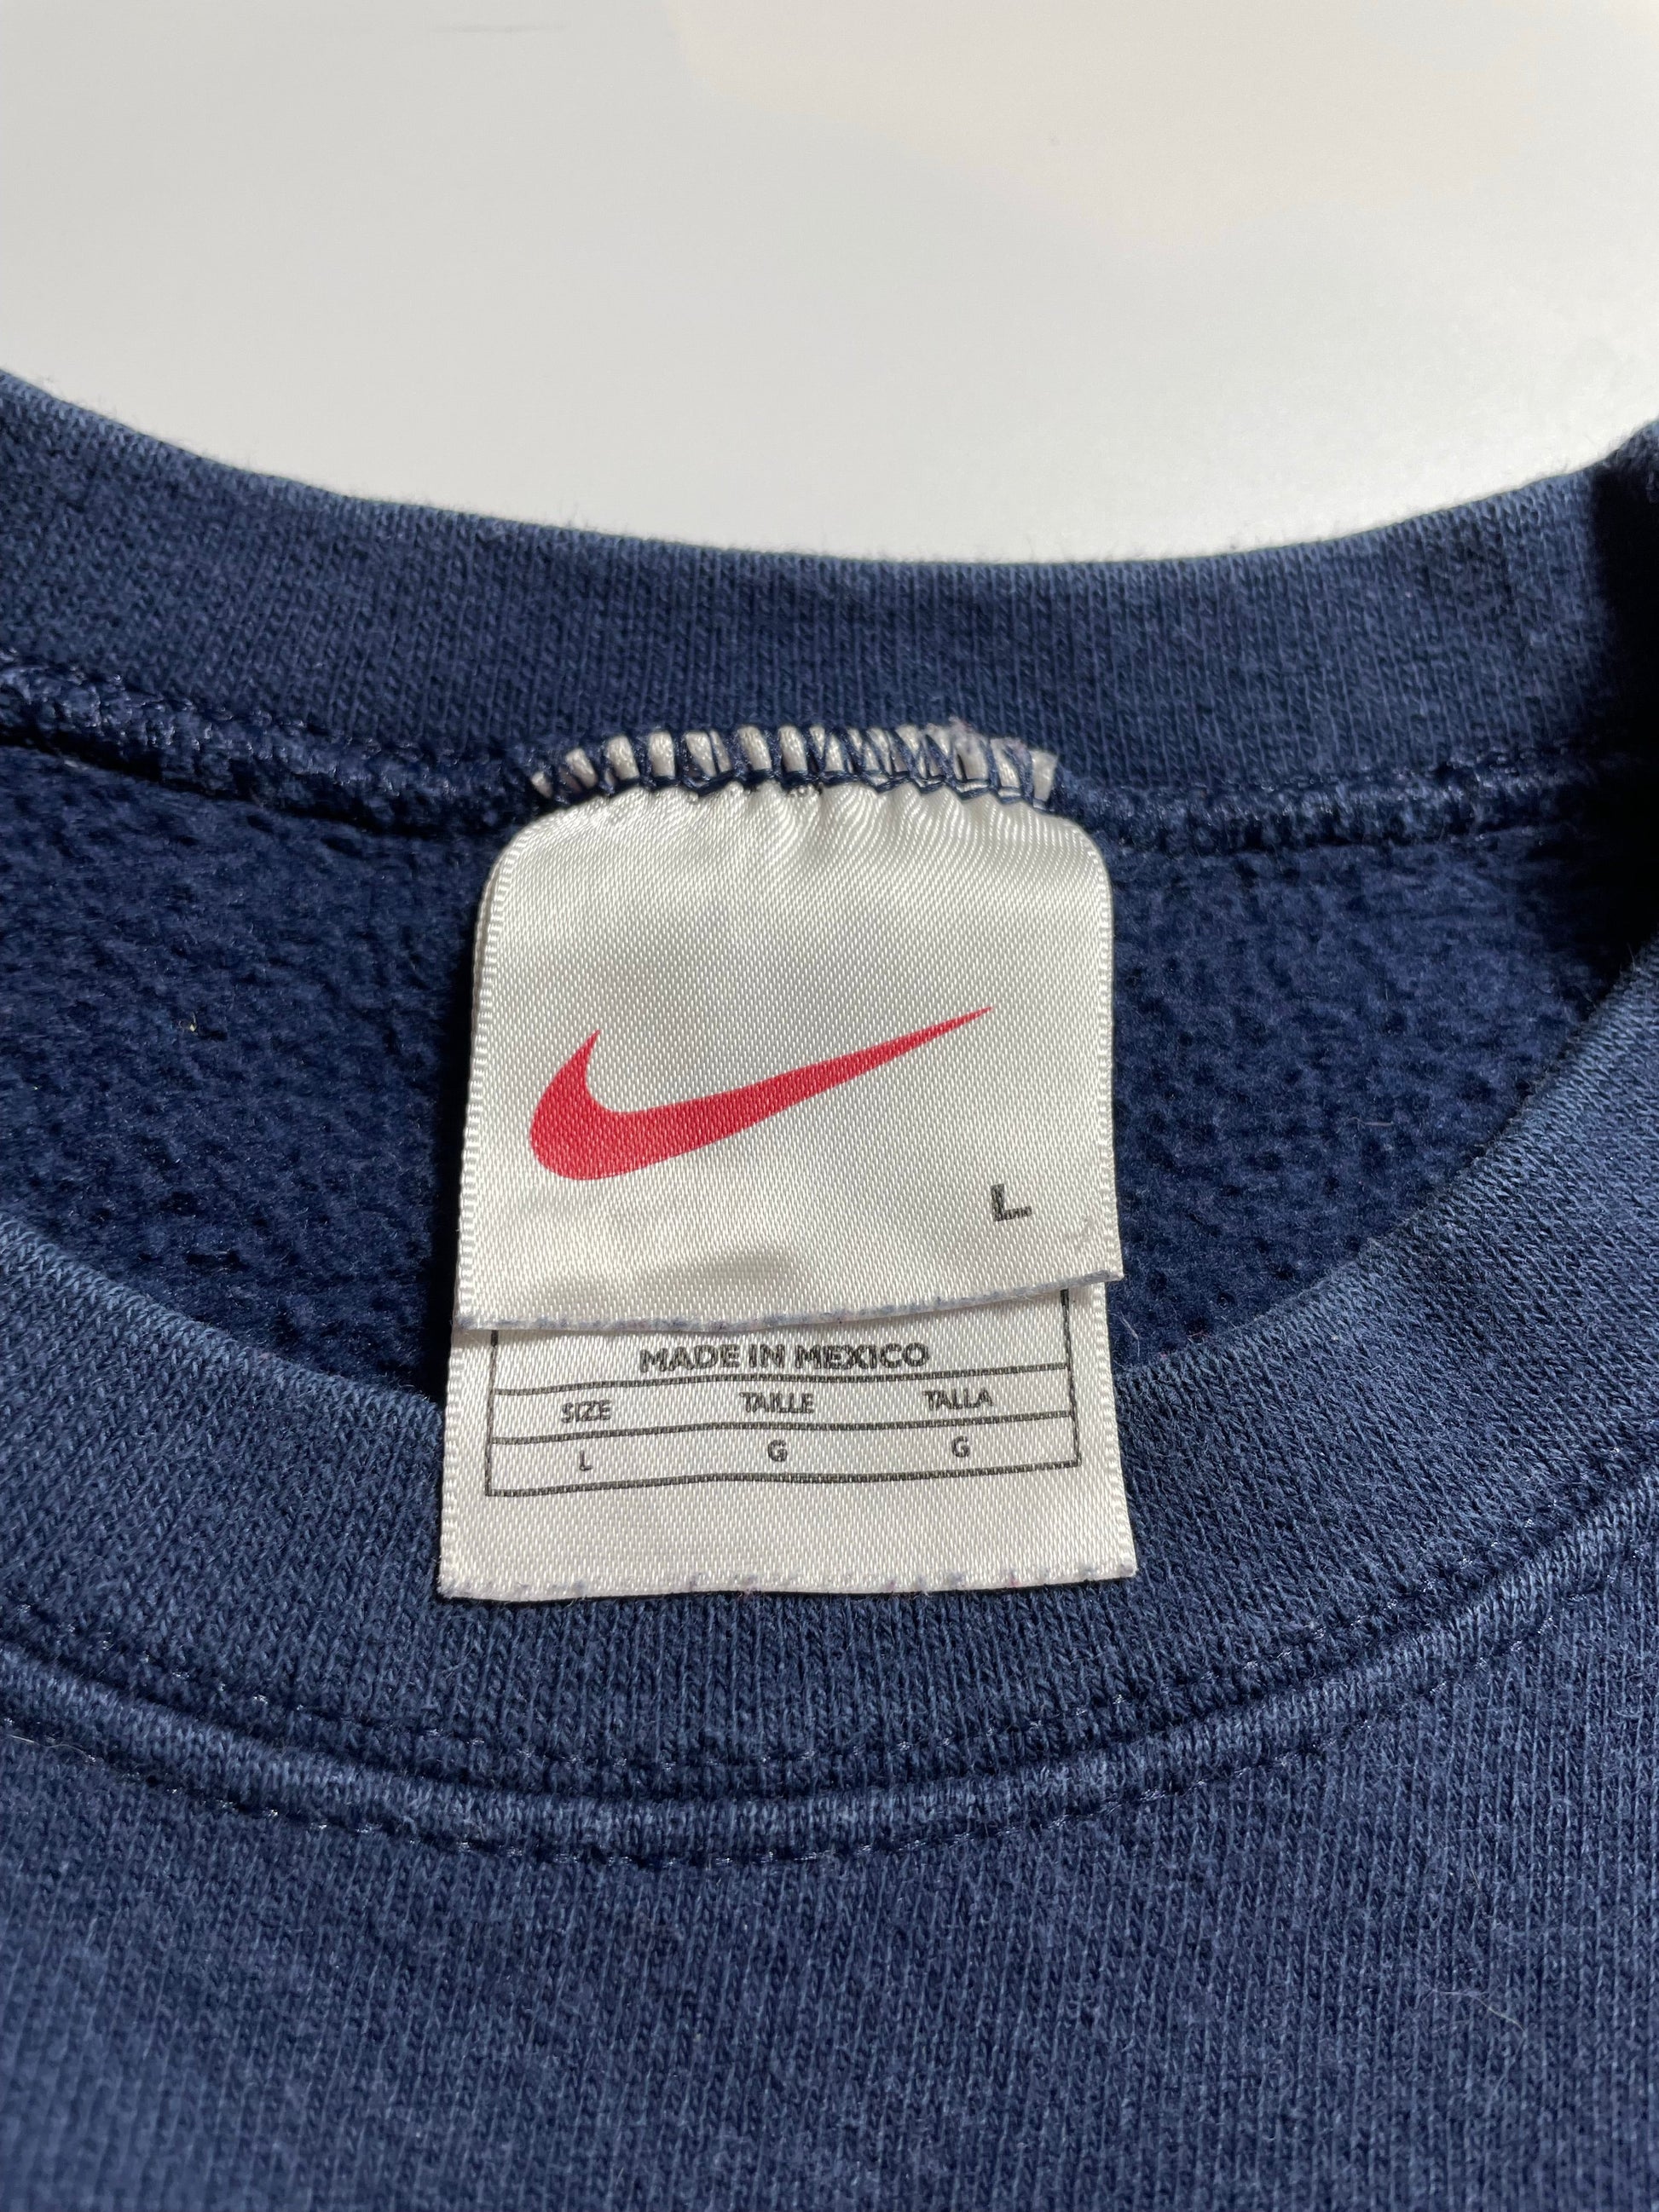 L
MADE IN MEXICO
SIZE TAILLE TALLA
L G G